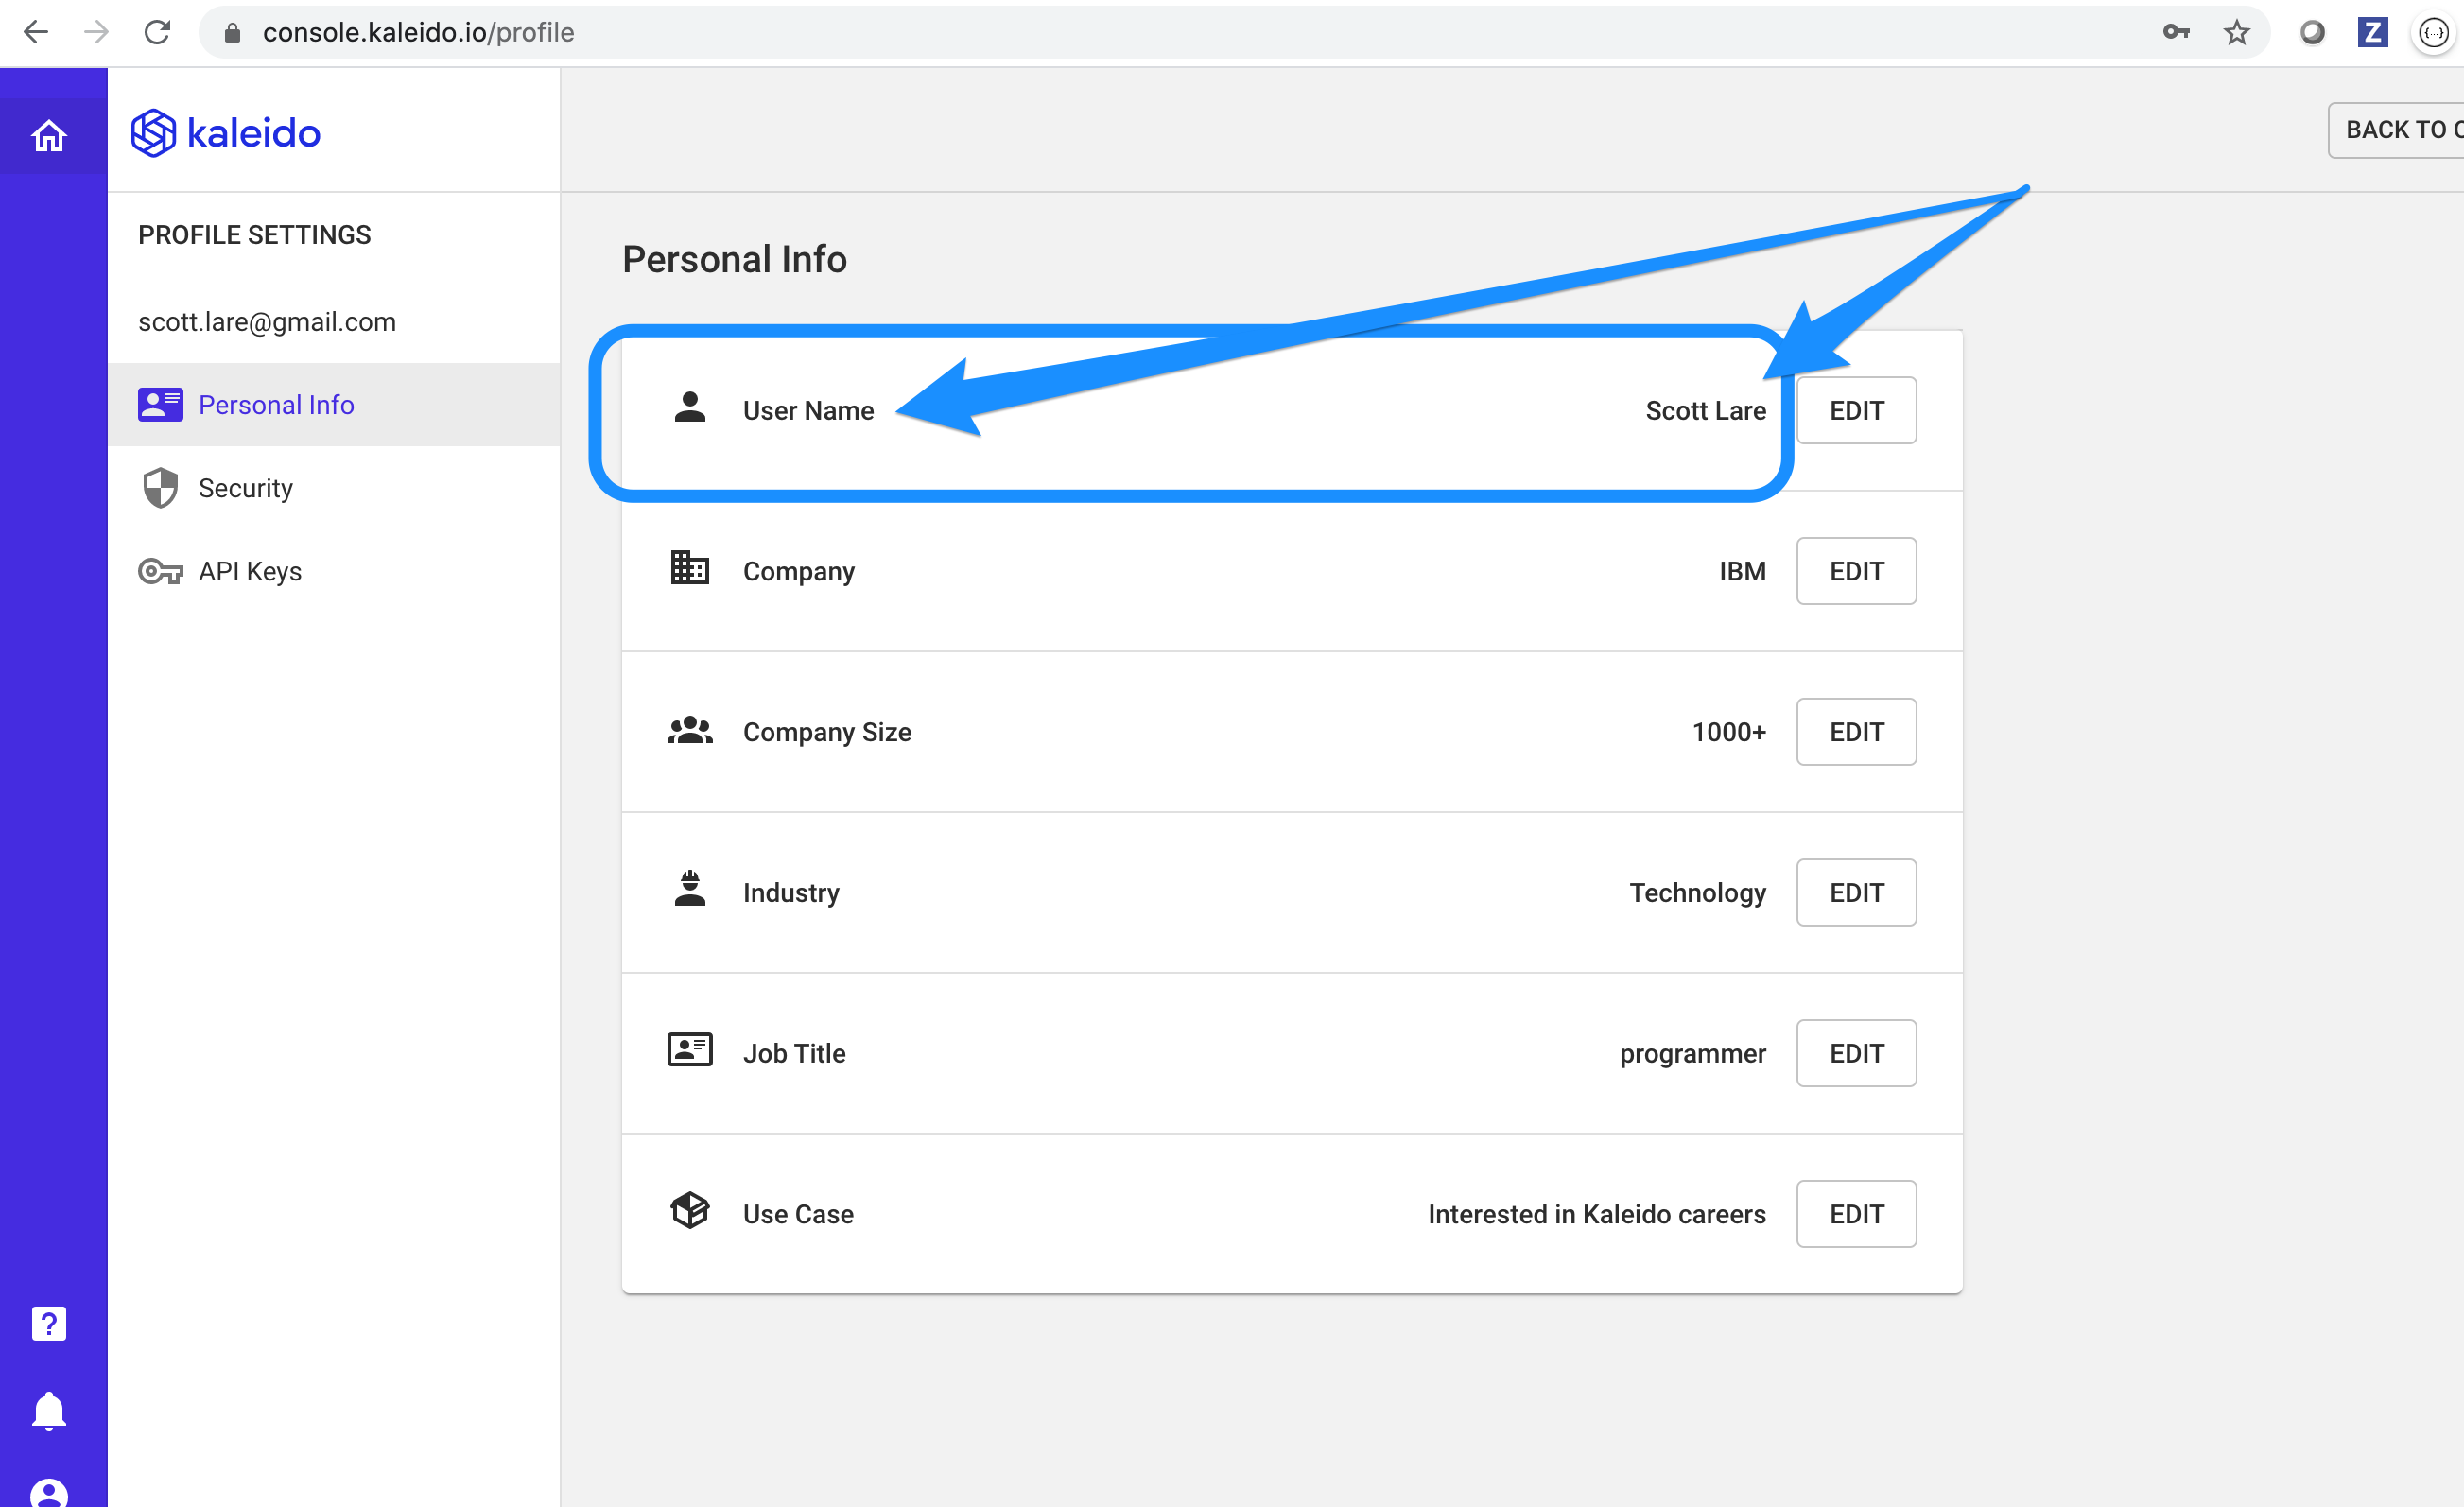 console.kaleido.io/profile
Z
{...}
kaleido
BACK TO C
PROFILE SETTINGS
scott.lare@gmail.com
Personal Info
Security
API Keys
Personal Info
User Name Scott Lare EDIT
Company IBM EDIT
Company Size 1000+ EDIT
Industry Technology EDIT
Job Title programmer EDIT
Use Case Interested in Kaleido careers EDIT
?